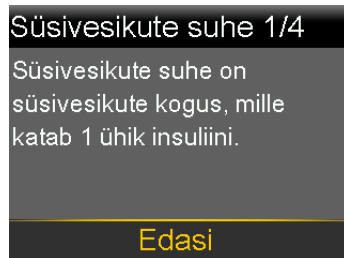 Süsivesikute suhe 1/4
Süsivesikute suhe on
süsivesikute kogus, mille
katab 1 ühik insuliini.
Edasi